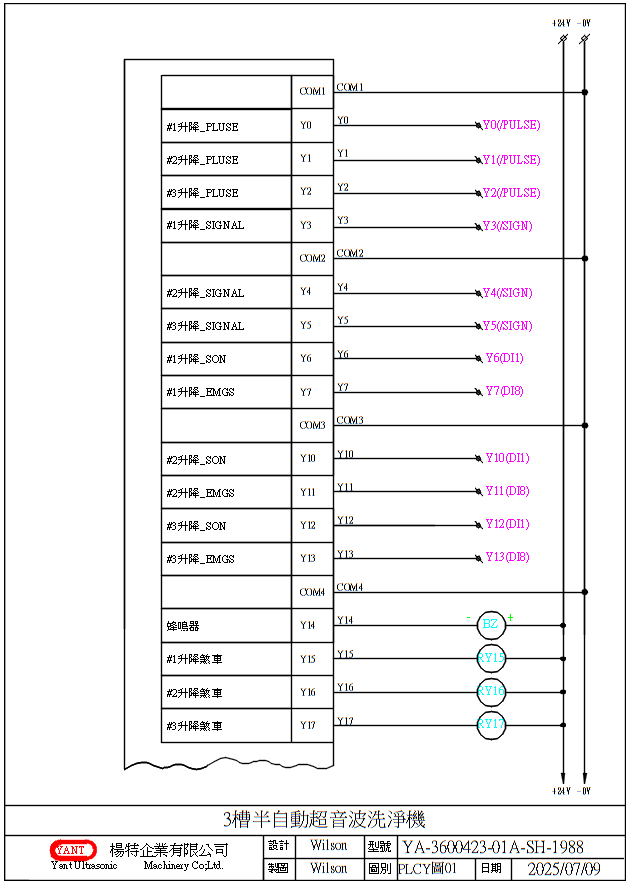 +24V -0V
COM1 COM1
#1升降_PLUSE Y0 Y0 Y0(/PULSE)
#2升降_PLUSE Y1 Y1 Y1(/PULSE)
#3升降_PLUSE Y2 Y2 Y2(/PULSE)
#1升降_SIGNAL Y3 Y3 Y3(/SIGN)
COM2 COM2
#2升降_SIGNAL Y4 Y4 Y4(/SIGN)
#3升降_SIGNAL Y5 Y5 Y5(/SIGN)
#1升降_SON Y6 Y6 Y6(DI1)
#1升降_EMGS Y7 Y7 Y7(DI8)
COM3 COM3
#2升降_SON Y10 Y10 Y10(DI1)
#2升降_EMGS Y11 Y11 Y11(DI8)
#3升降_SON Y12 Y12 Y12(DI1)
#3升降_EMGS Y13 Y13 Y13(DI8)
COM4 COM4
蜂鳴器 Y14 Y14 - BZ +
#1升降煞車 Y15 Y15 RY15
#2升降煞車 Y16 Y16 RY16
#3升降煞車 Y17 Y17 RY17
+24V -0V
3槽半自動超音波洗淨機
YANT 楊特企業有限公司
Yant Ultrasonic Machinery Co;Ltd.
設計 Wilson 型號 YA-3600423-01A-SH-1988
製圖 Wilson 圖別 PLCY圖01 日期 2025/07/09